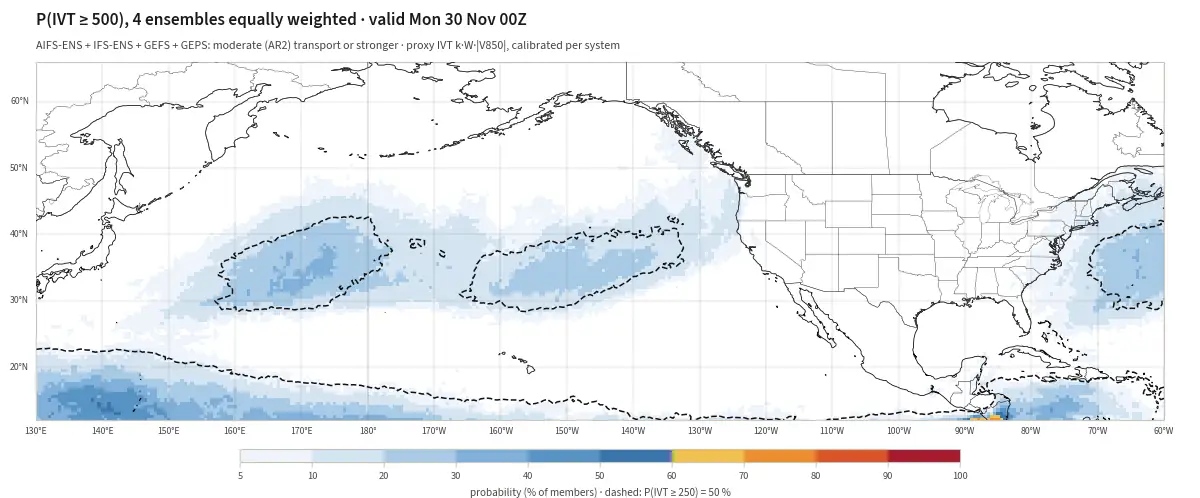 P(IVT ≥ 500), 4 ensembles equally weighted · valid Mon 30 Nov 00Z
AIFS-ENS + IFS-ENS + GEFS + GEPS: moderate (AR2) transport or stronger · proxy IVT k·W·|V850|, calibrated per system
60°N
50°N
40°N
30°N
20°N
130°E 140°E 150°E 160°E 170°E 180° 170°W 160°W 150°W 140°W 130°W 120°W 110°W 100°W 90°W 80°W 70°W 60°W
5 10 20 30 40 50 60 70 80 90 100
probability (% of members) · dashed: P(IVT ≥ 250) = 50 %